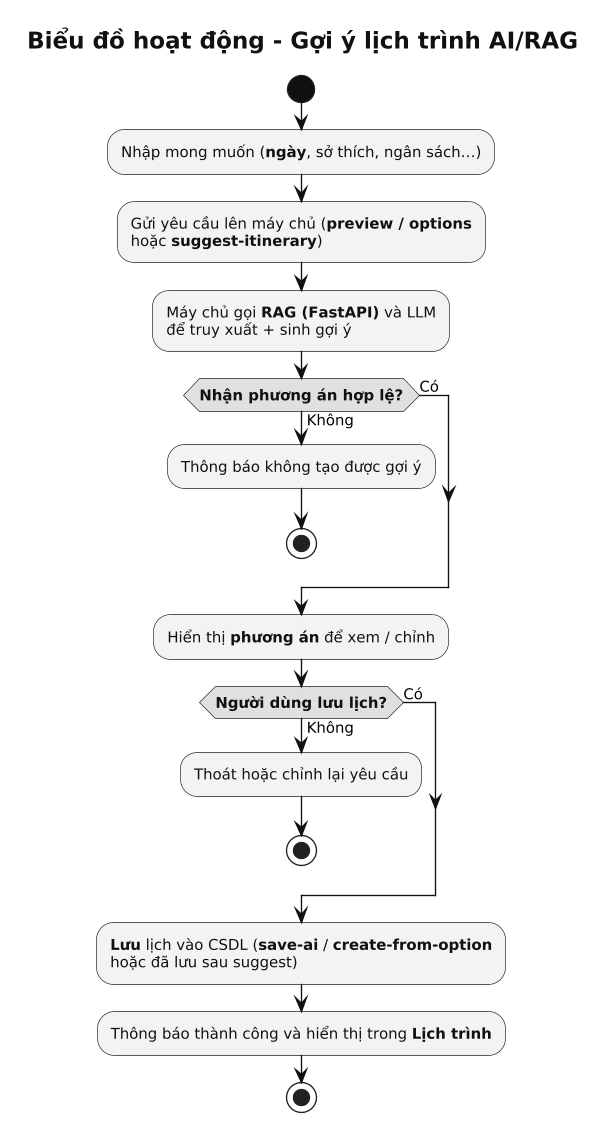 Biểu đồ hoạt động - Gợi ý lịch trình AI/RAG
Nhập mong muốn (ngày, sở thích, ngân sách...)
Gửi yêu cầu lên máy chủ (preview / options
hoặc suggest-itinerary)
Máy chủ gọi RAG (FastAPI) và LLM
để truy xuất + sinh gợi ý
Nhận phương án hợp lệ?
Có
Không
Thông báo không tạo được gợi ý
Hiển thị phương án để xem / chỉnh
Người dùng lưu lịch?
Có
Không
Thoát hoặc chỉnh lại yêu cầu
Lưu lịch vào CSDL (save-ai / create-from-option
hoặc đã lưu sau suggest)
Thông báo thành công và hiển thị trong Lịch trình